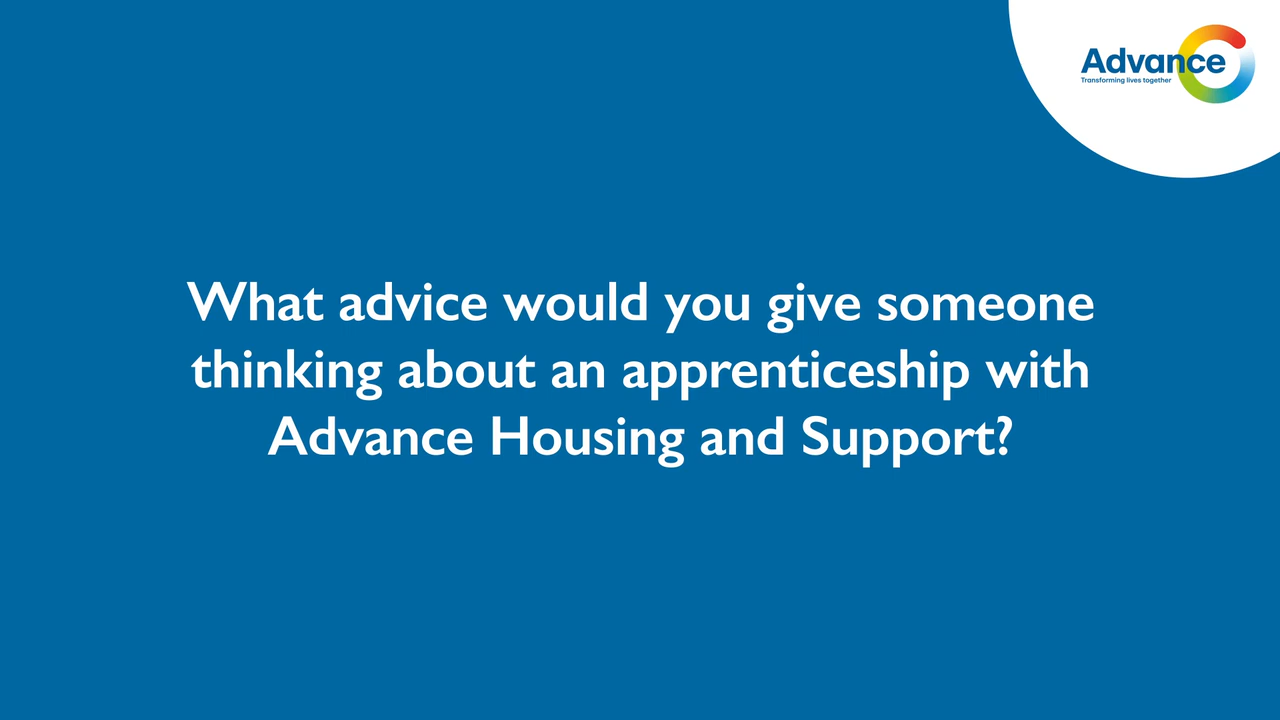 Advance
Transforming lives together
What advice would you give someone
thinking about an apprenticeship with
Advance Housing and Support?